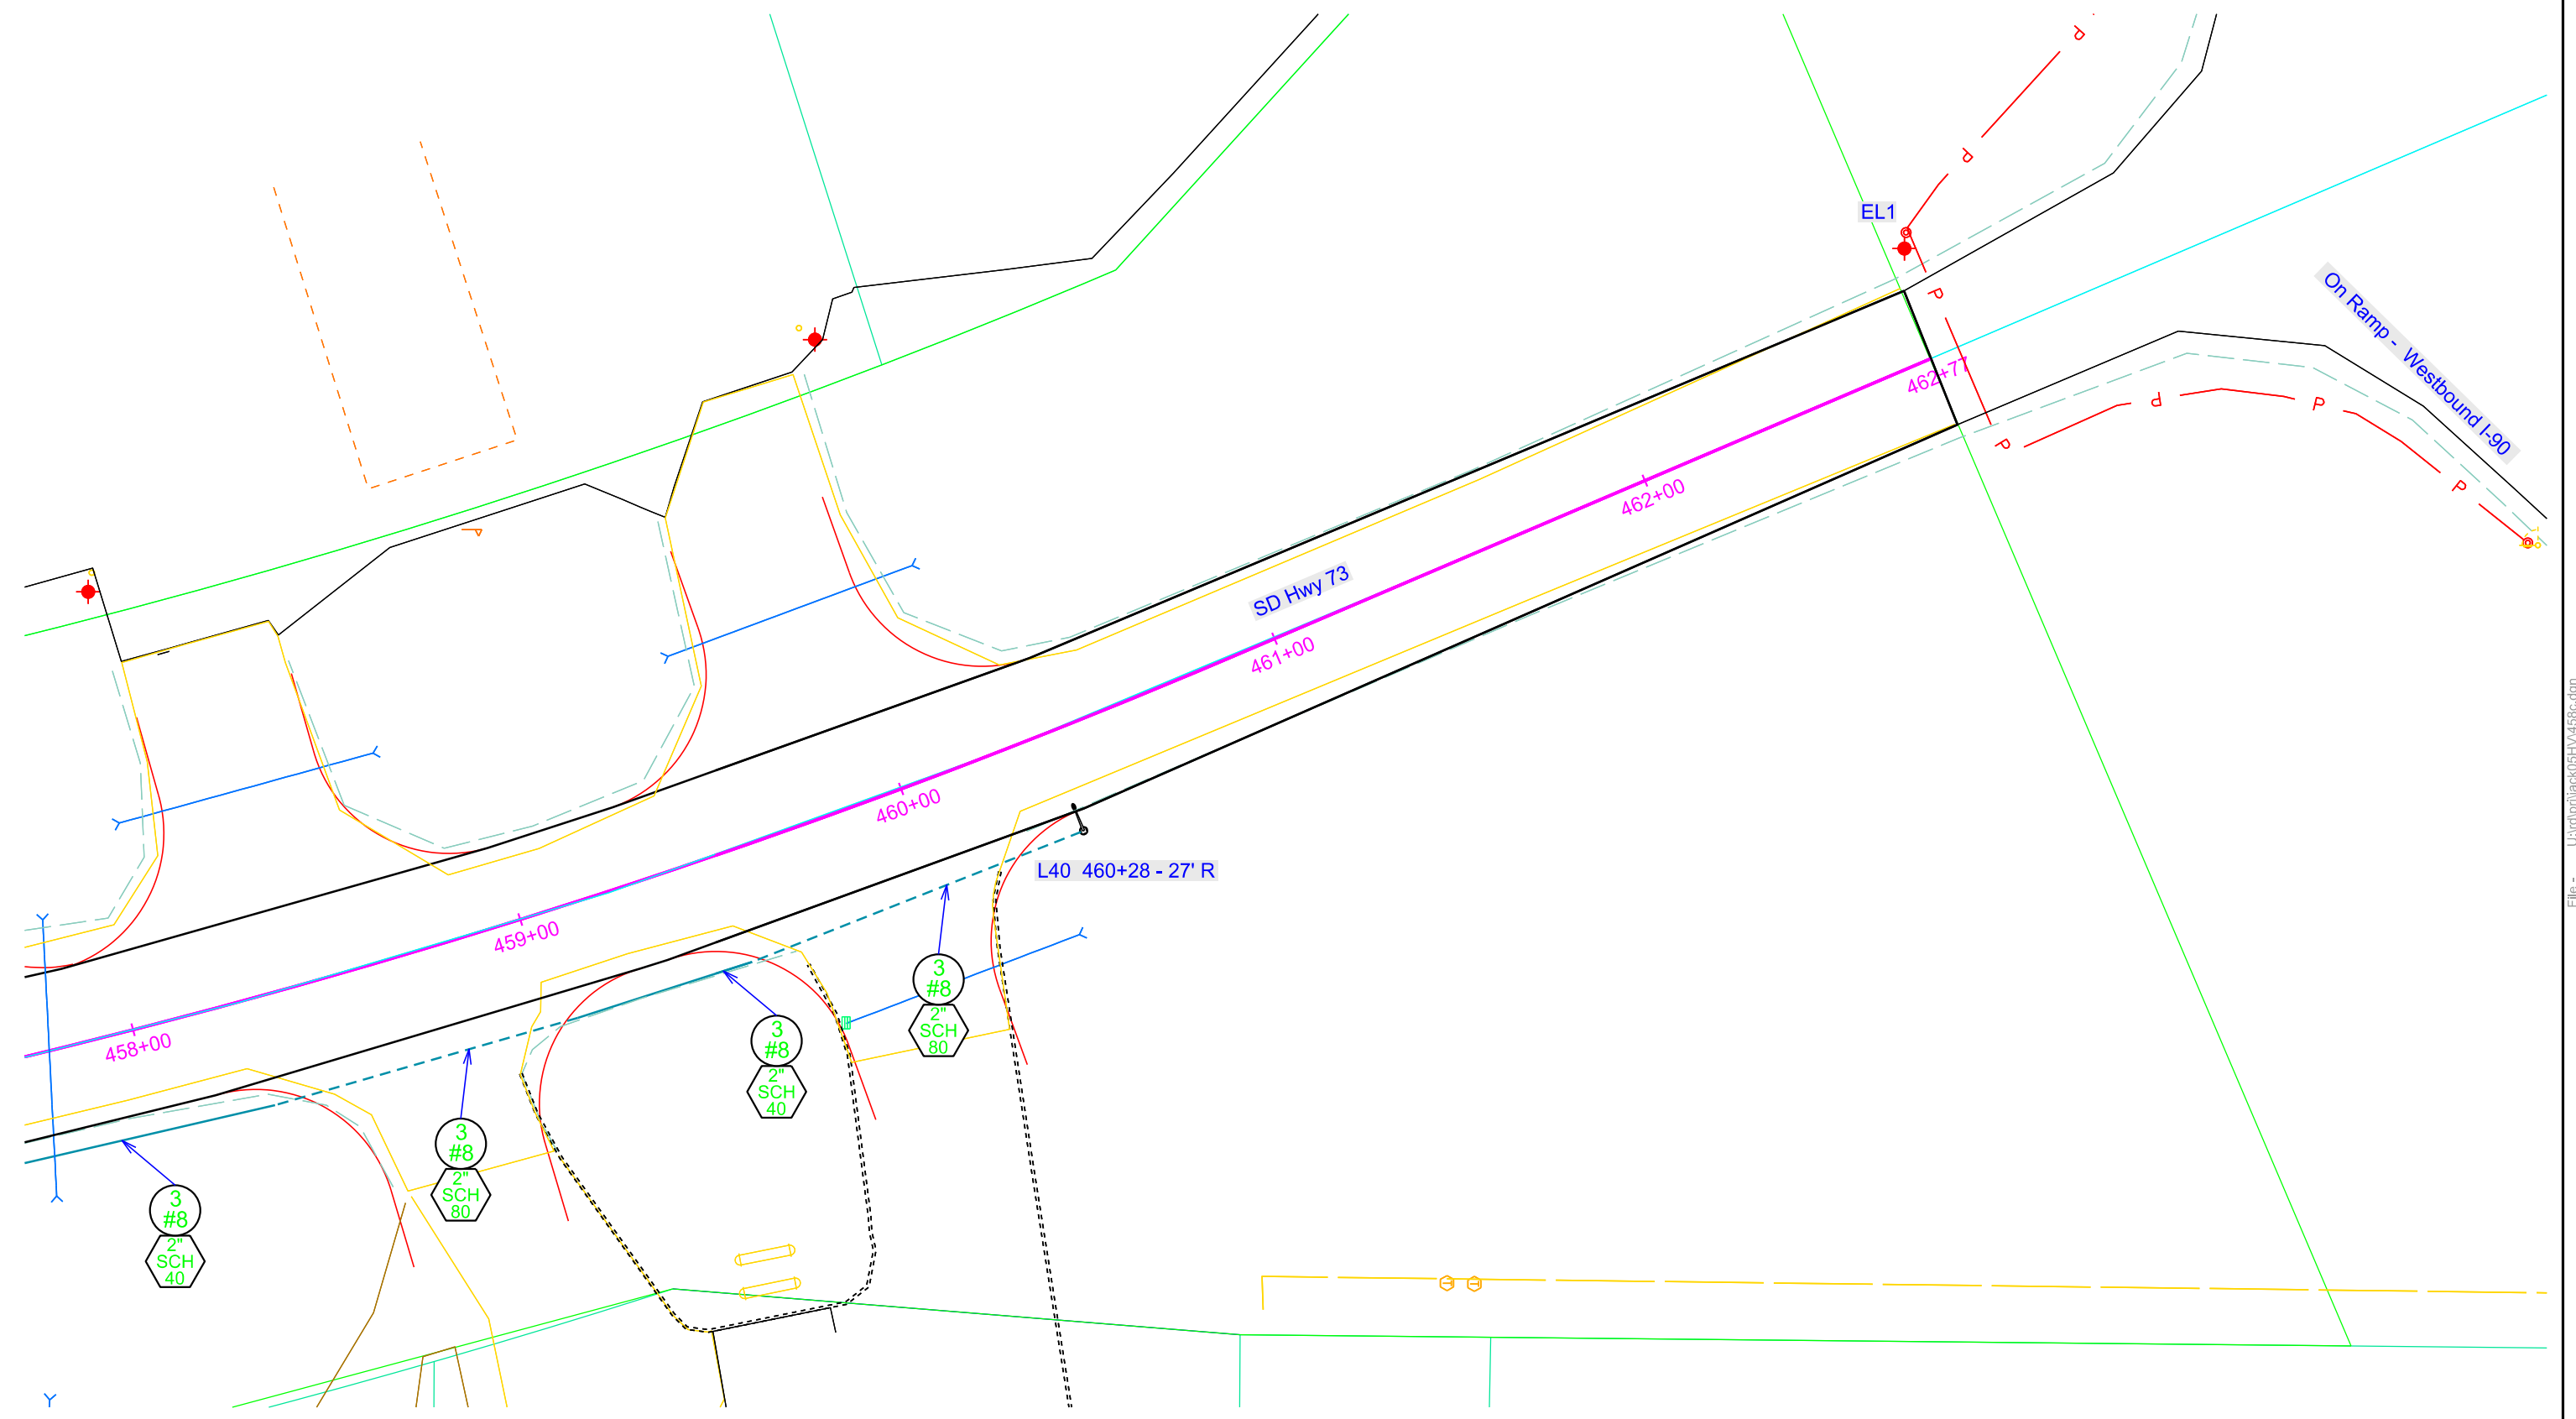 P
P
EL1
P
On Ramp - Westbound I-90
462+77
P
P
P
P
462+00
P
SD Hwy 73
461+00
460+00
L40 460+28 - 27' R
459+00
458+00
3
#8
2"
SCH
80
3
#8
2"
SCH
40
3
#8
2"
SCH
80
3
#8
2"
SCH
40